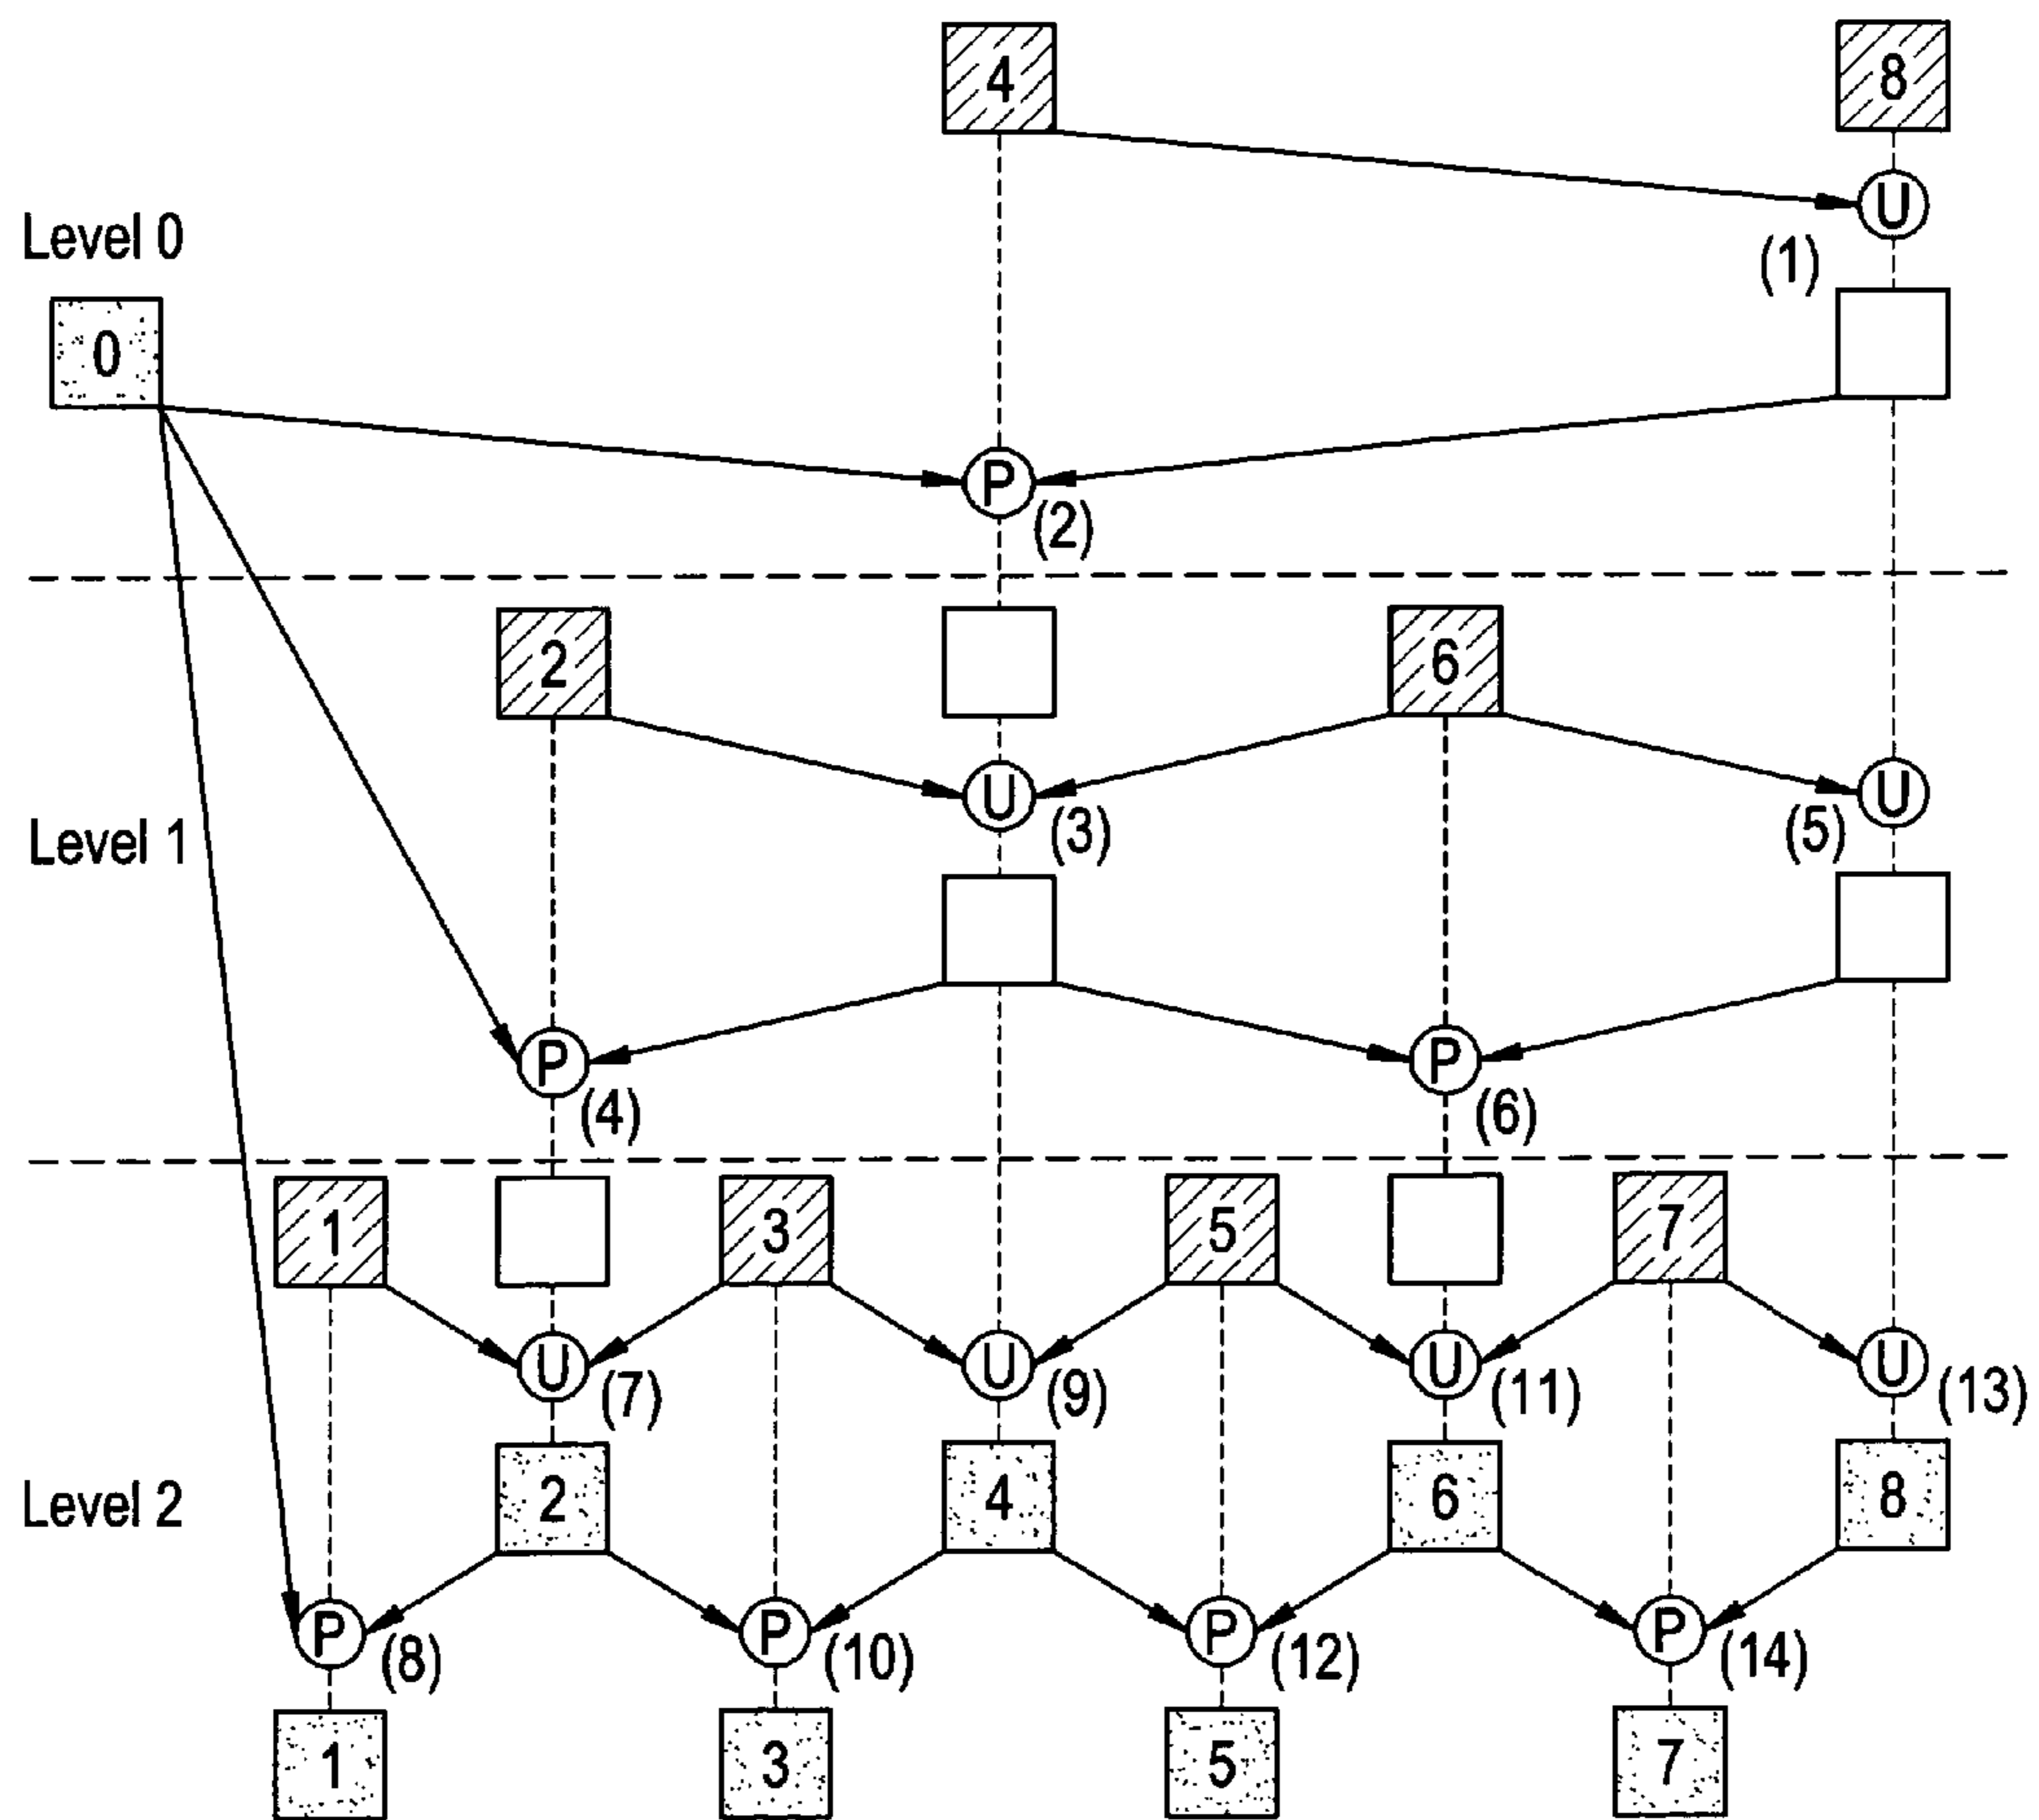 4 8
U
Level 0 (1)
0
P
(2)
2 6
U U
Level 1 (3) (5)
P P
(4) (6)
1 3 5 7
U U U U
(7) (9) (11) (13)
Level 2 2 4 6 8
P P P P
(8) (10) (12) (14)
1 3 5 7